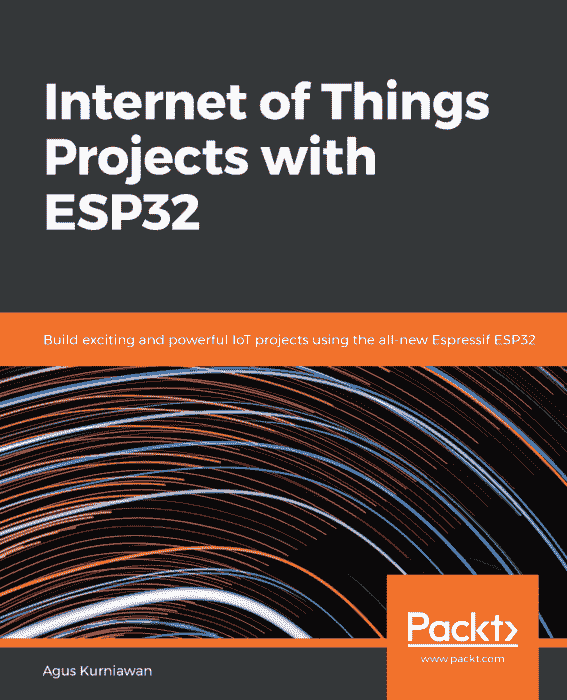 Internet of Things
Projects with
ESP32
Build exciting and powerful IoT projects using the all-new Espressif ESP32
Packt>
www.packt.com
Agus Kurniawan